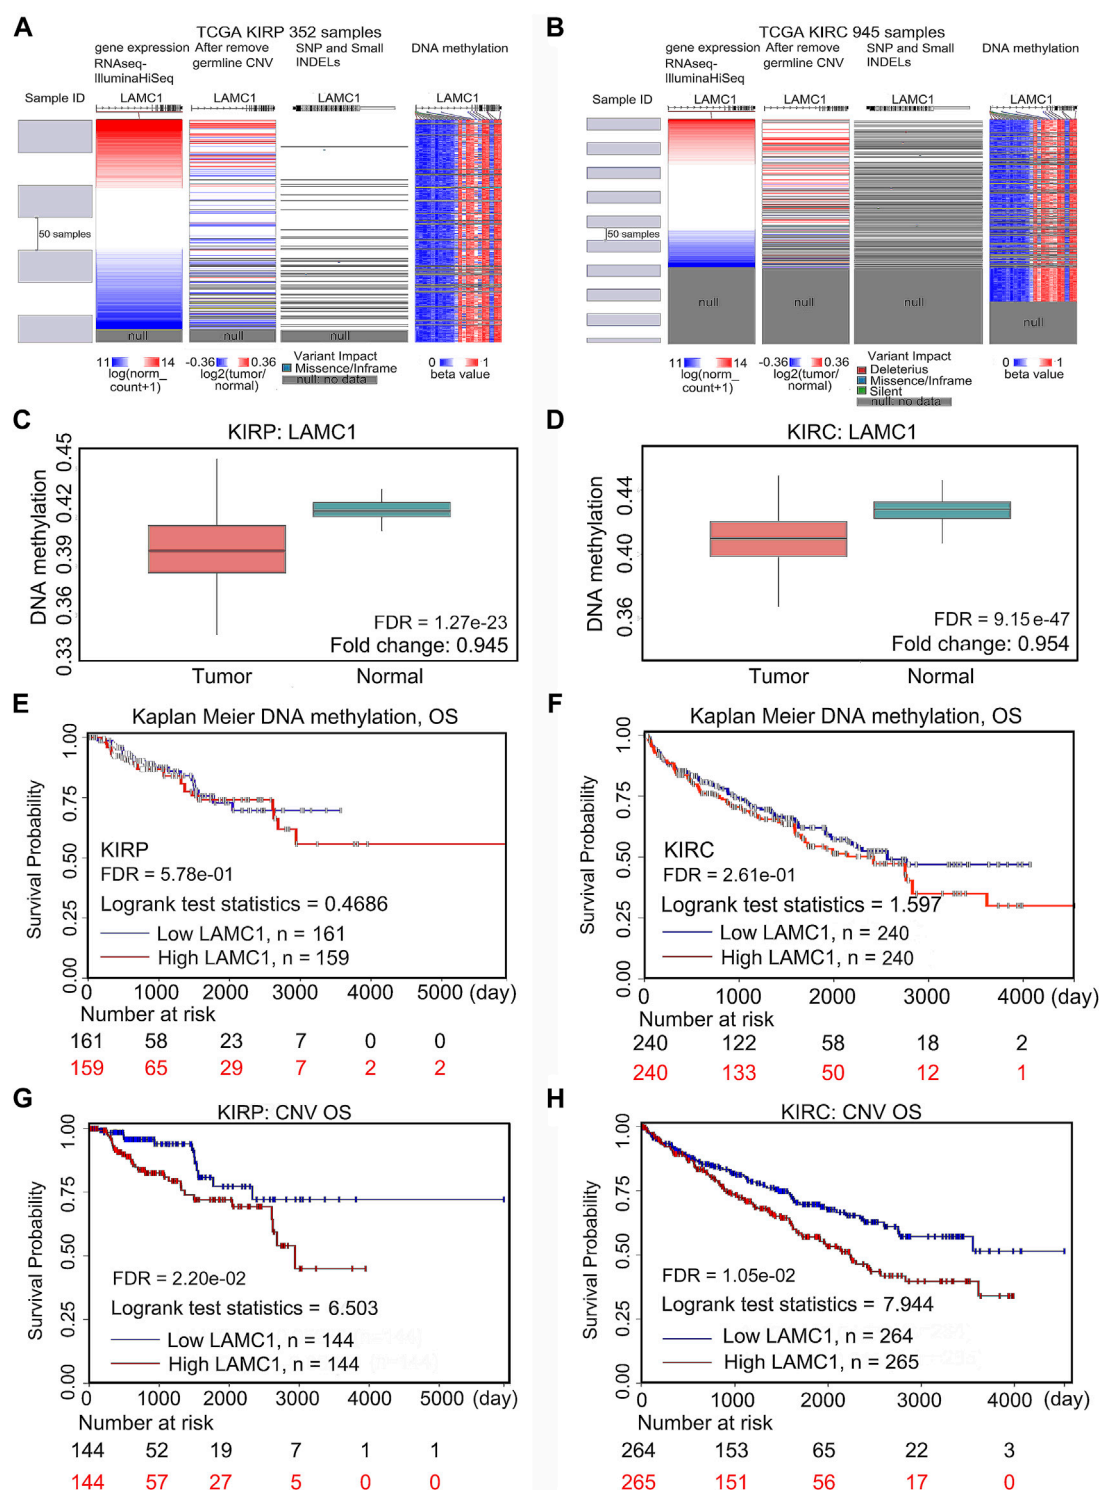 A
TCGA KIRP 352 samples
gene expression
RNAseq-
IlluminaHiSeq
After remove
germline CNV
SNP and Small
INDELs
DNA methylation
Sample ID
LAMC1
LAMC1
LAMC1
50 samples
null
null
11 14
log(norm_
count+1)
-0.36 0.36
log2(tumor/
normal)
Variant Impact
Missence/Inframe
null: no data
0 1
beta value
B
TCGA KIRC 945 samples
gene expression
RNAseq-
IlluminaHiSeq
After remove
germline CNV
SNP and Small
INDELs
DNA methylation
Sample ID
LAMC1
LAMC1
LAMC1
50 samples
null
null
null
null
11 14
log(norm_
count+1)
-0.36 0.36
log2(tumor/
normal)
Variant Impact
Deleterius
Missence/Inframe
Silent
null: no data
0 1
beta value
C
KIRP: LAMC1
DNA methylation
0.45
0.42
0.39
0.36
0.33
FDR = 1.27e-23
Fold change: 0.945
Tumor Normal
D
KIRC: LAMC1
DNA methylation
0.44
0.40
0.36
FDR = 9.15e-47
Fold change: 0.954
Tumor Normal
E
Kaplan Meier DNA methylation, OS
Survival Probability
1.00
0.75
0.50
0.25
0.00
KIRP
FDR = 5.78e-01
Logrank test statistics = 0.4686
Low LAMC1, n = 161
High LAMC1, n = 159
0 1000 2000 3000 4000 5000 (day)
Number at risk
161 58 23 7 0 0
159 65 29 7 2 2
F
Kaplan Meier DNA methylation, OS
Survival Probability
1.00
0.75
0.50
0.25
0.00
KIRC
FDR = 2.61e-01
Logrank test statistics = 1.597
Low LAMC1, n = 240
High LAMC1, n = 240
0 1000 2000 3000 4000 (day)
Number at risk
240 122 58 18 2
240 133 50 12 1
G
KIRP: CNV OS
Survival Probability
1.00
0.75
0.50
0.25
0.00
FDR = 2.20e-02
Logrank test statistics = 6.503
Low LAMC1, n = 144
High LAMC1, n = 144
0 1000 2000 3000 4000 5000 (day)
Number at risk
144 52 19 7 1 1
144 57 27 5 0 0
H
KIRC: CNV OS
Survival Probability
1.00
0.75
0.50
0.25
0.00
FDR = 1.05e-02
Logrank test statistics = 7.944
Low LAMC1, n = 264
High LAMC1, n = 265
0 1000 2000 3000 4000 (day)
Number at risk
264 153 65 22 3
265 151 56 17 0